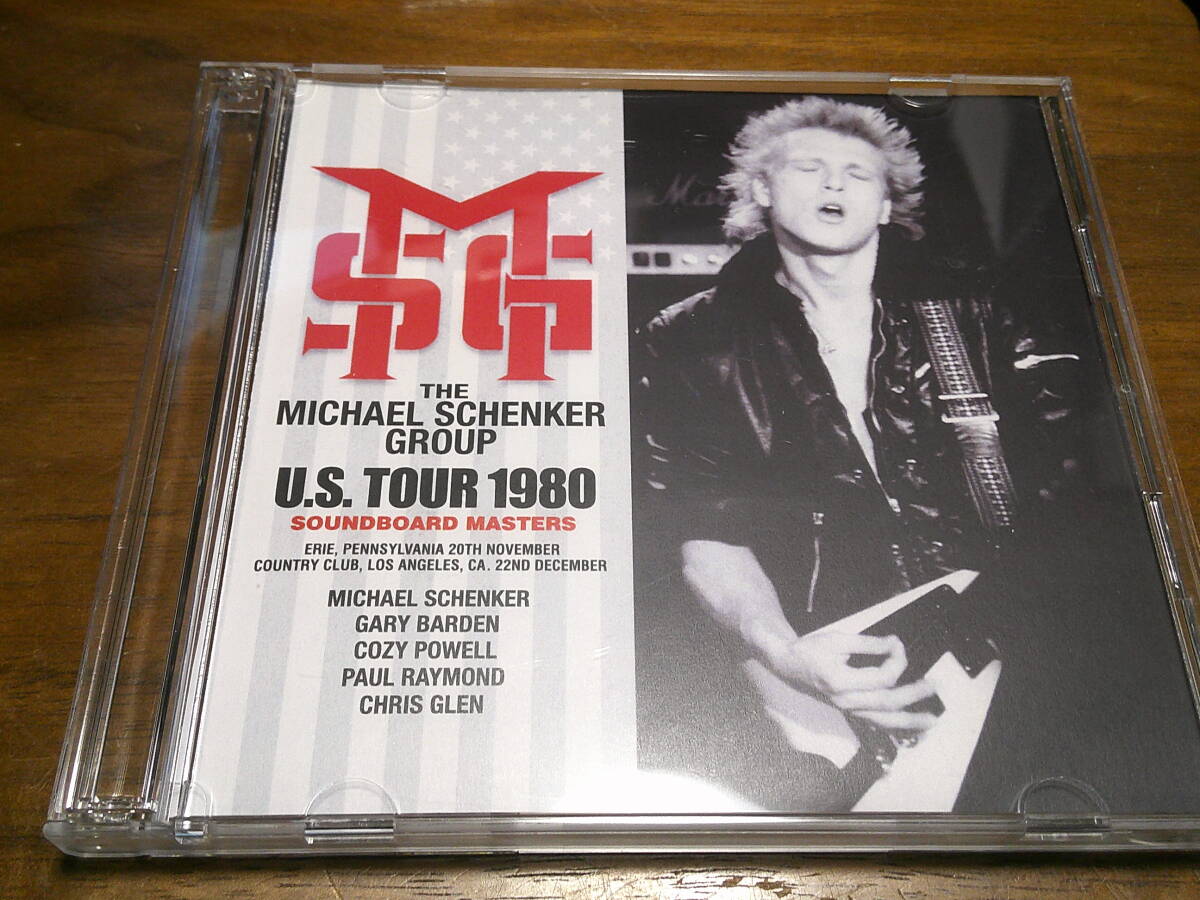 MSG
THE
MICHAEL SCHENKER
GROUP
U.S. TOUR 1980
SOUNDBOARD MASTERS
ERIE, PENNSYLVANIA 20TH NOVEMBER
COUNTRY CLUB, LOS ANGELES, CA. 22ND DECEMBER
MICHAEL SCHENKER
GARY BARDEN
COZY POWELL
PAUL RAYMOND
CHRIS GLEN